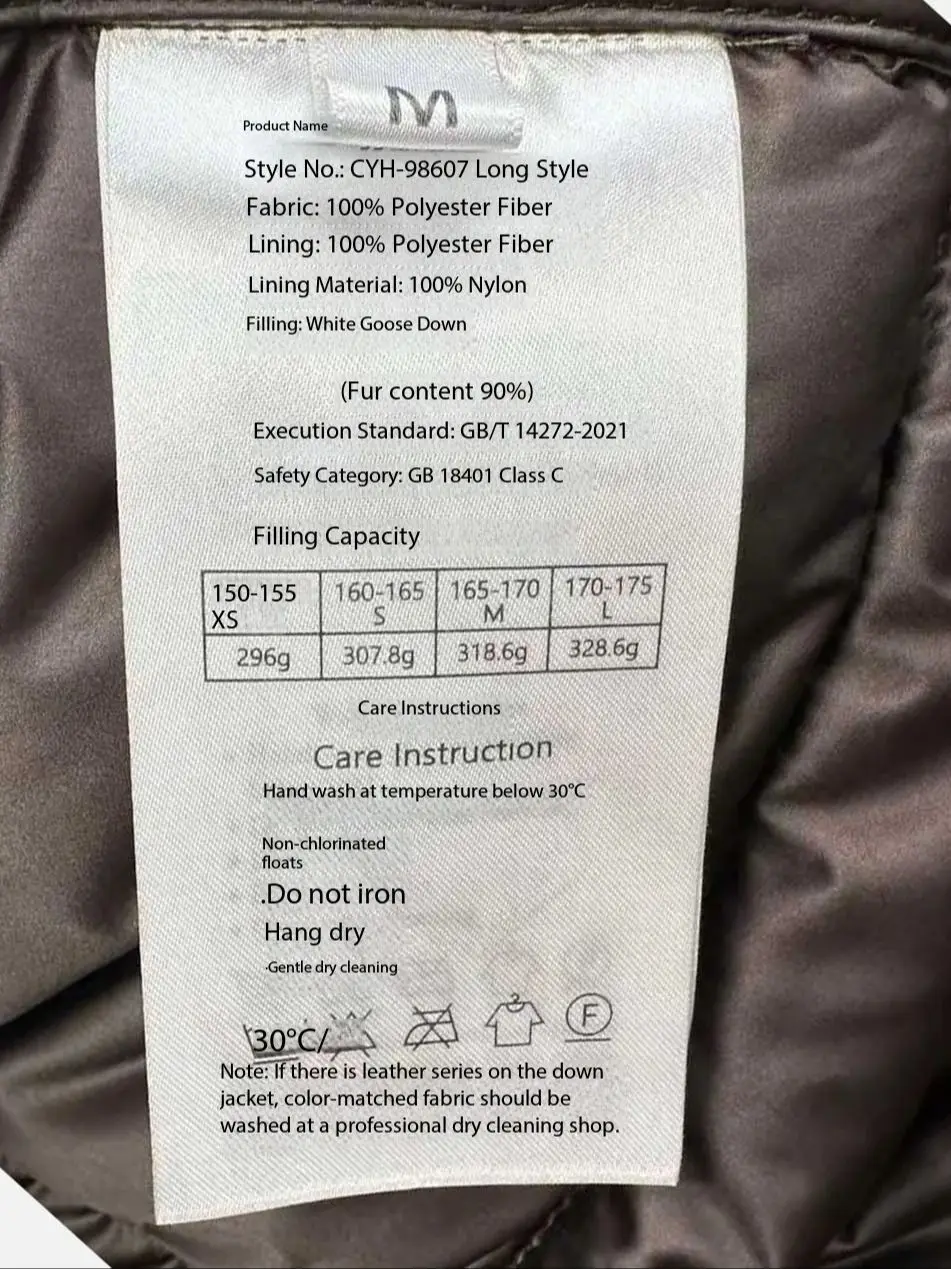 M
Product Name
Style No.: CYH-98607 Long Style
Fabric: 100% Polyester Fiber
Lining: 100% Polyester Fiber
Lining Material: 100% Nylon
Filling: White Goose Down
(Fur content 90%)
Execution Standard: GB/T 14272-2021
Safety Category: GB 18401 Class C
Filling Capacity
150-155 160-165 165-170 170-175
XS S M L
296g 307.8g 318.6g 328.6g
Care Instructions
Care Instruction
Hand wash at temperature below 30°C
Non-chlorinated
floats
.Do not iron
Hang dry
·Gentle dry cleaning
30°C/ F
Note: If there is leather series on the down
jacket, color-matched fabric should be
washed at a professional dry cleaning shop.